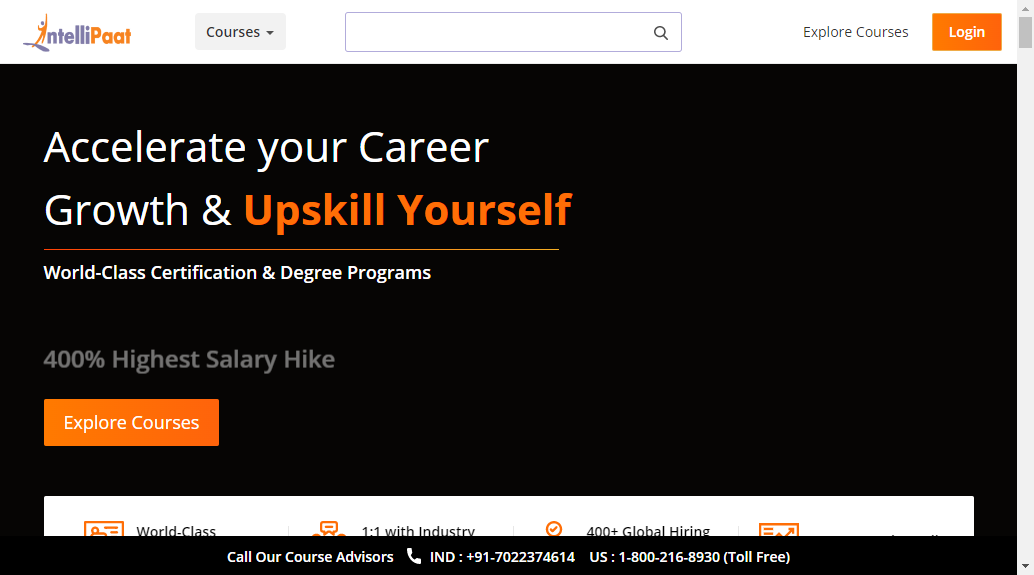 IntelliPaat
Courses
Explore Courses
Login
Accelerate your Career
Growth & Upskill Yourself
World-Class Certification & Degree Programs
400% Highest Salary Hike
Explore Courses
World-Class
1:1 with Industry
400+ Global Hiring
Call Our Course Advisors IND : +91-7022374614 US : 1-800-216-8930 (Toll Free)